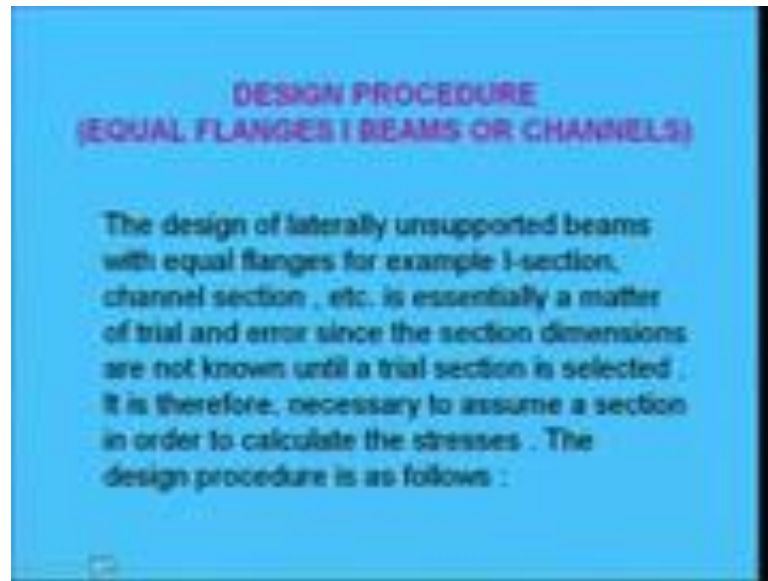 DESIGN PROCEDURE
(EQUAL FLANGES I BEAMS OR CHANNELS)
The design of laterally unsupported beams
with equal flanges for example I-section,
channel section , etc. is essentially a matter
of trial and error since the section dimensions
are not known until a trial section is selected .
It is therefore, necessary to assume a section
in order to calculate the stresses . The
design procedure is as follows :